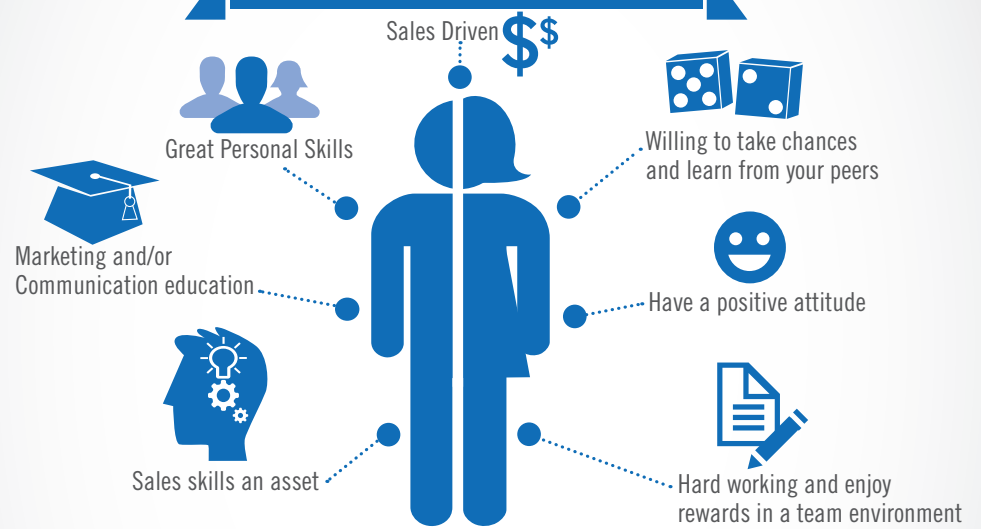 Sales Driven
$$
Great Personal Skills
Willing to take chances
and learn from your peers
Marketing and/or
Communication education
Have a positive attitude
Sales skills an asset
Hard working and enjoy
rewards in a team environment